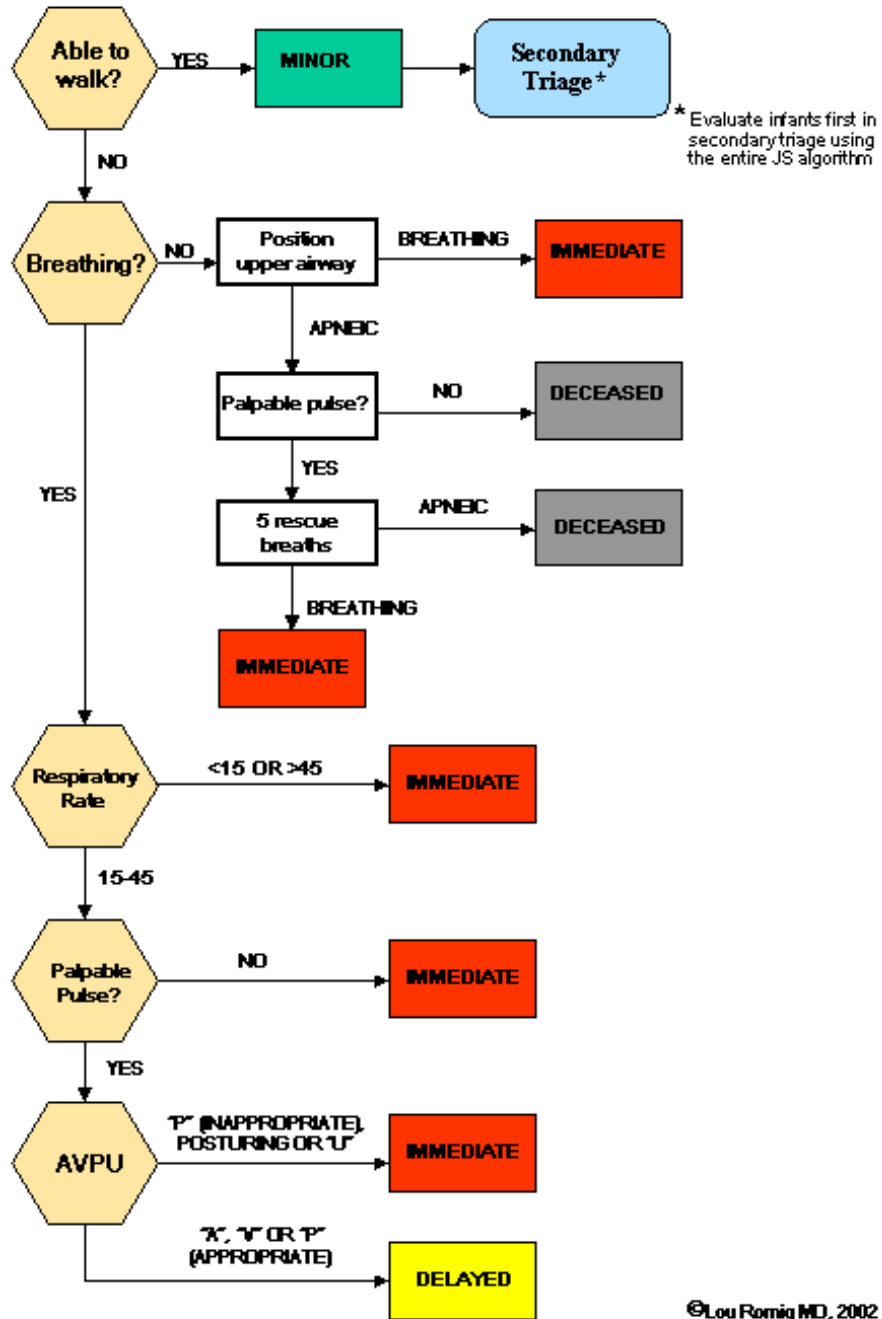 Able to
walk?
YES
MINOR
Secondary
Triage*
* Evaluate infants first in
secondary triage using
the entire JS algorithm
NO
Breathing?
NO
Position
upper airway
BREATHING
IMMEDIATE
APNEIC
Palpable pulse?
NO
DECEASED
YES
5 rescue
breaths
APNEIC
DECEASED
BREATHING
IMMEDIATE
YES
Respiratory
Rate
<15 OR >45
IMMEDIATE
15-45
Palpable
Pulse?
NO
IMMEDIATE
YES
AVPU
"P" (INAPPROPRIATE),
POSTURING OR "U"
IMMEDIATE
"A", "V" OR "P"
(APPROPRIATE)
DELAYED
©Lou Romig MD, 2002